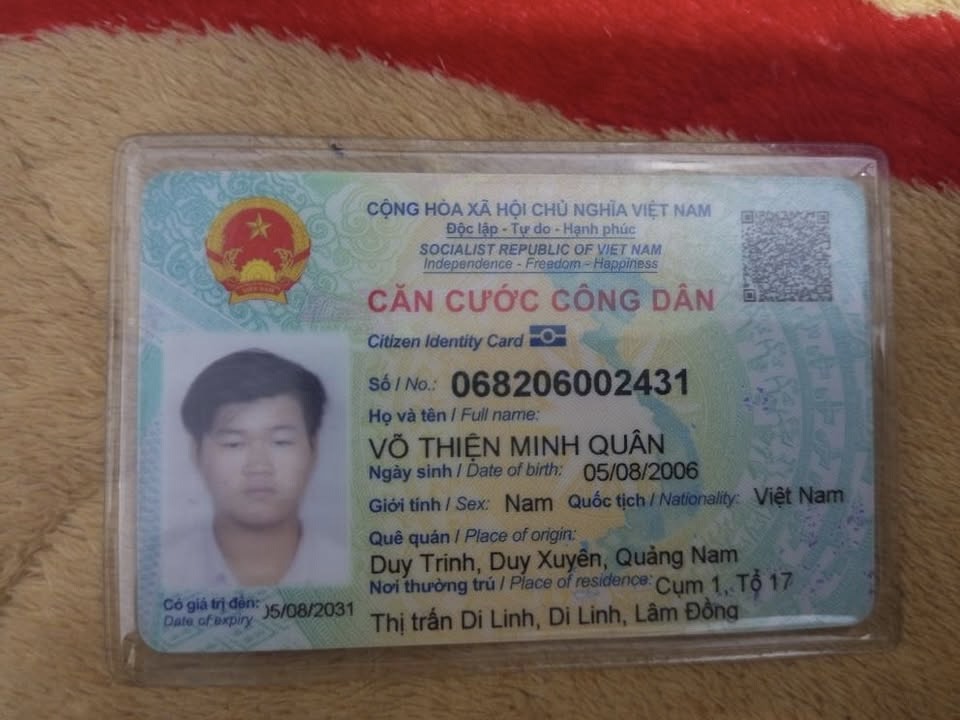 CỘNG HÒA XÃ HỘI CHỦ NGHĨA VIỆT NAM
Độc lập - Tự do - Hạnh phúc
SOCIALIST REPUBLIC OF VIET NAM
Independence - Freedom - Happiness
CĂN CƯỚC CÔNG DÂN
Citizen Identity Card
Số / No.: 068206002431
Họ và tên / Full name:
VÕ THIỆN MINH QUÂN
Ngày sinh / Date of birth: 05/08/2006
Giới tính / Sex: Nam Quốc tịch / Nationality: Việt Nam
Quê quán / Place of origin:
Duy Trinh, Duy Xuyên, Quảng Nam
Nơi thường trú / Place of residence: Cụm 1, Tổ 17
Thị trấn Di Linh, Di Linh, Lâm Đồng
Có giá trị đến: 05/08/2031
Date of expiry